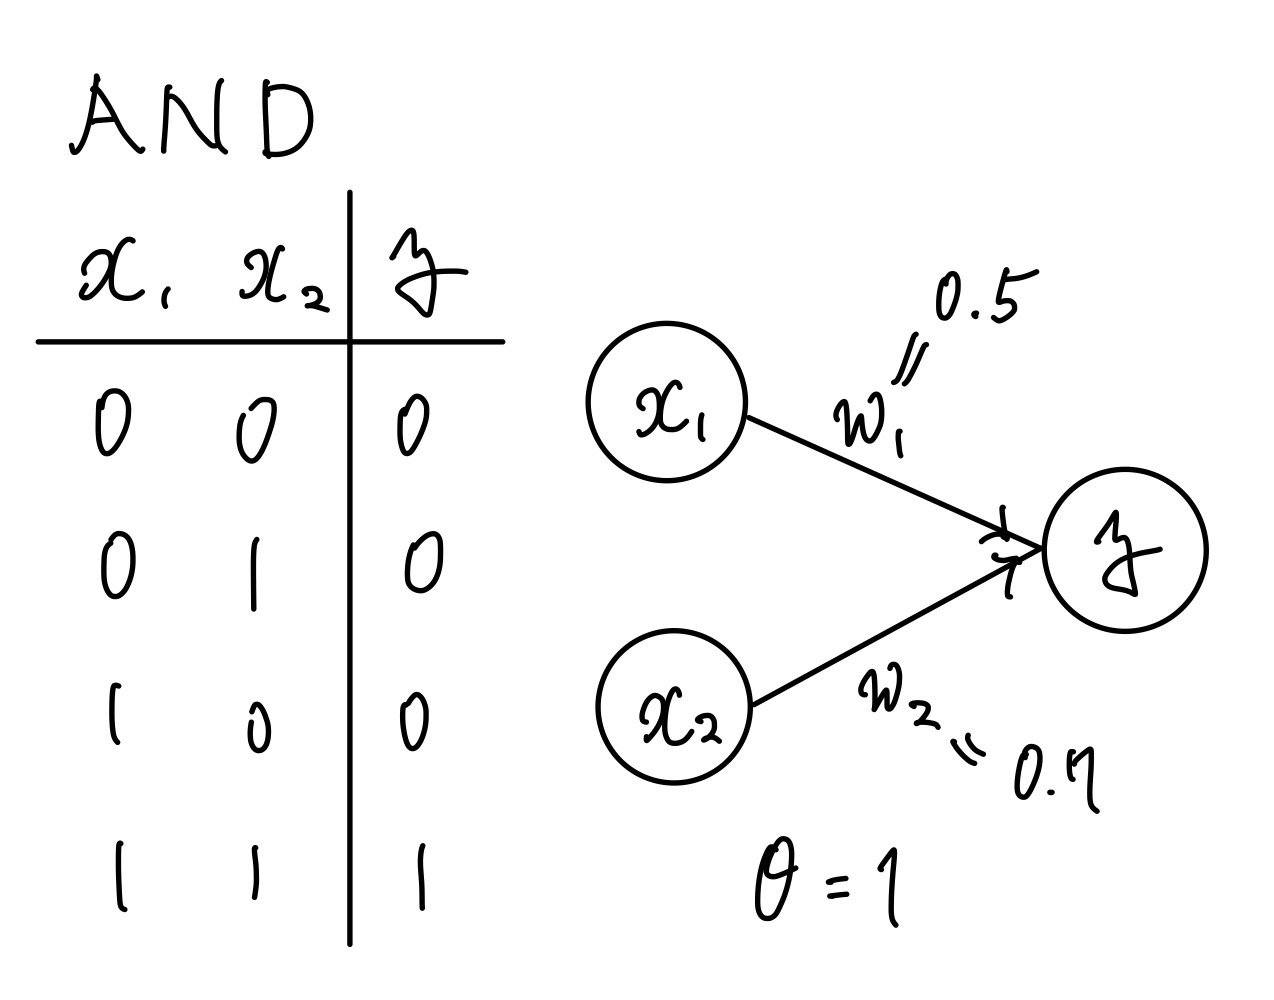 AND
x₁ x₂ y
0 0 0
0 1 0
1 0 0
1 1 1
x₁
w₁ = 0.5
y
x₂
w₂ = 0.7
θ = 1